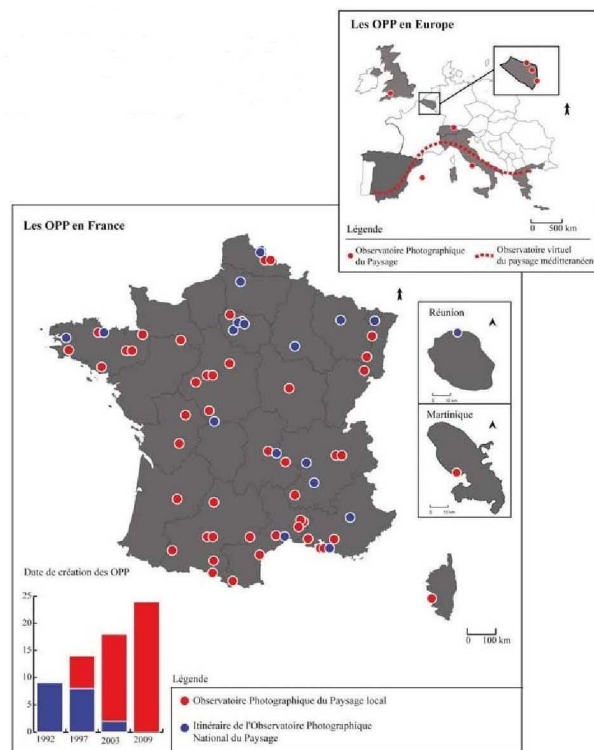 Les OPP en Europe
Légende
0 500 km
Observatoire Photographique
du Paysage
Observatoire virtuel
du paysage méditerranéen
Les OPP en France
Réunion
Martinique
Date de création des OPP
25
20
15
10
5
0
1992
1997
2003
2009
0 100 km
Légende
Observatoire Photographique du Paysage local
Itinéraire de l'Observatoire Photographique
National du Paysage